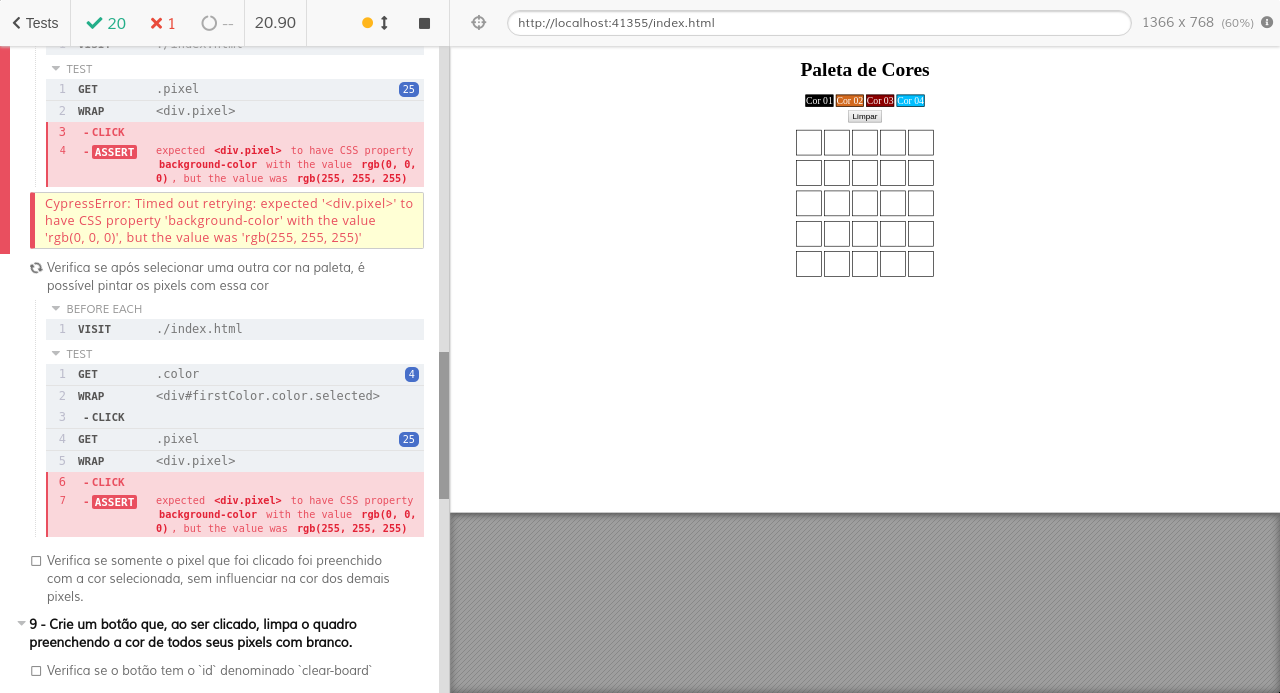 Tests 20 1 -- 20.90 http://localhost:41355/index.html 1366 x 768 (60%)
TEST
1 GET .pixel 25
2 WRAP <div.pixel>
3 - CLICK
4 - ASSERT expected <div.pixel> to have CSS property
background-color with the value rgb(0, 0,
0), but the value was rgb(255, 255, 255)
CypressError: Timed out retrying: expected '<div.pixel>' to
have CSS property 'background-color' with the value
'rgb(0, 0, 0)', but the value was 'rgb(255, 255, 255)'
Verifica se após selecionar uma outra cor na paleta, é
possível pintar os pixels com essa cor
BEFORE EACH
1 VISIT ./index.html
TEST
1 GET .color 4
2 WRAP <div#firstColor.color.selected>
3 - CLICK
4 GET .pixel 25
5 WRAP <div.pixel>
6 - CLICK
7 - ASSERT expected <div.pixel> to have CSS property
background-color with the value rgb(0, 0,
0), but the value was rgb(255, 255, 255)
Verifica se somente o pixel que foi clicado foi preenchido
com a cor selecionada, sem influenciar na cor dos demais
pixels.
9 - Crie um botão que, ao ser clicado, limpa o quadro
preenchendo a cor de todos seus pixels com branco.
Verifica se o botão tem o `id` denominado `clear-board`
Paleta de Cores
Cor 01 Cor 02 Cor 03 Cor 04
Limpar